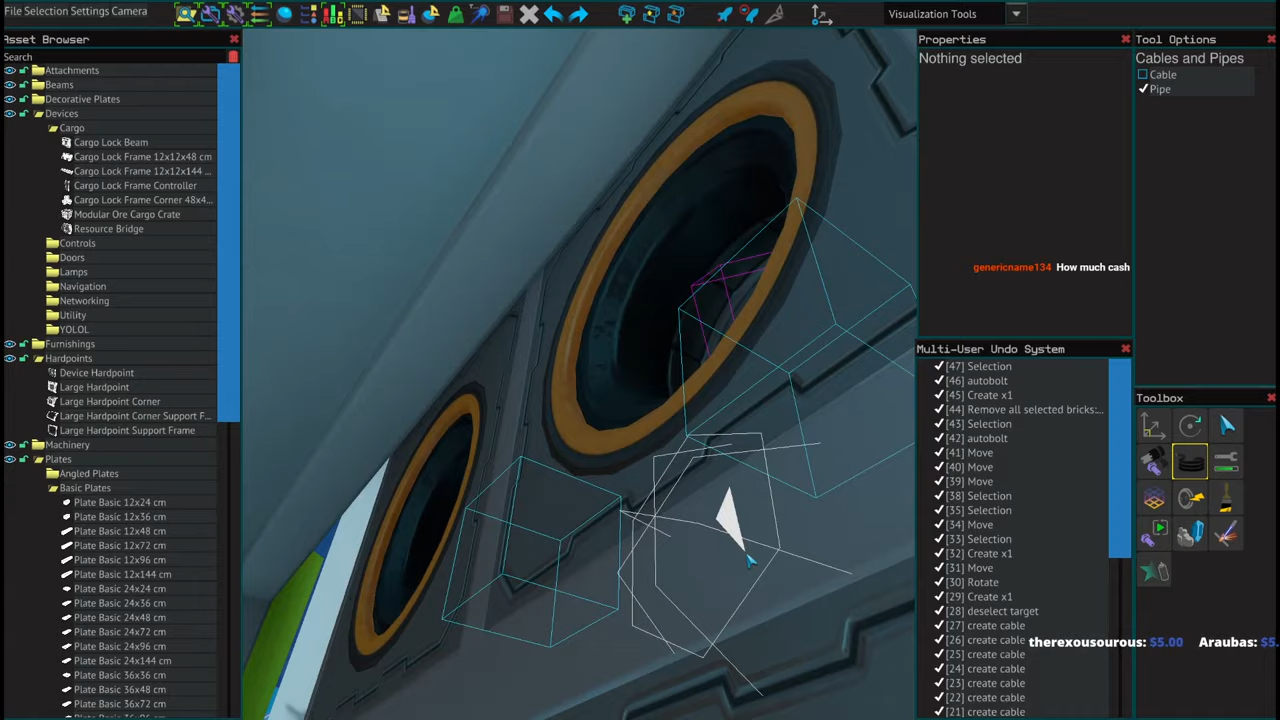 File Selection Settings Camera
Visualization Tools
Asset Browser
Search
Attachments
Beams
Decorative Plates
Devices
Cargo
Cargo Lock Beam
Cargo Lock Frame 12x12x48 cm
Cargo Lock Frame 12x12x144 ...
Cargo Lock Frame Controller
Cargo Lock Frame Corner 48x4...
Modular Ore Cargo Crate
Resource Bridge
Controls
Doors
Lamps
Navigation
Networking
Utility
YOLOL
Furnishings
Hardpoints
Device Hardpoint
Large Hardpoint
Large Hardpoint Corner
Large Hardpoint Corner Support F...
Large Hardpoint Support Frame
Machinery
Plates
Angled Plates
Basic Plates
Plate Basic 12x24 cm
Plate Basic 12x36 cm
Plate Basic 12x48 cm
Plate Basic 12x72 cm
Plate Basic 12x96 cm
Plate Basic 12x144 cm
Plate Basic 24x24 cm
Plate Basic 24x36 cm
Plate Basic 24x48 cm
Plate Basic 24x72 cm
Plate Basic 24x96 cm
Plate Basic 24x144 cm
Plate Basic 36x36 cm
Plate Basic 36x48 cm
Plate Basic 36x72 cm
Plate Basic 36x96 cm
Properties
Nothing selected
genericname134 How much cash
Multi-User Undo System
[47] Selection
[46] autobolt
[45] Create x1
[44] Remove all selected bricks:...
[43] Selection
[42] autobolt
[41] Move
[40] Move
[39] Move
[38] Selection
[35] Selection
[34] Move
[33] Selection
[32] Create x1
[31] Move
[30] Rotate
[29] Create x1
[28] deselect target
[27] create cable
[26] create cable
[25] create cable
[24] create cable
[23] create cable
[22] create cable
[21] create cable
therexousourous: $5.00 Araubas: $5.
Tool Options
Cables and Pipes
Cable
Pipe
Toolbox